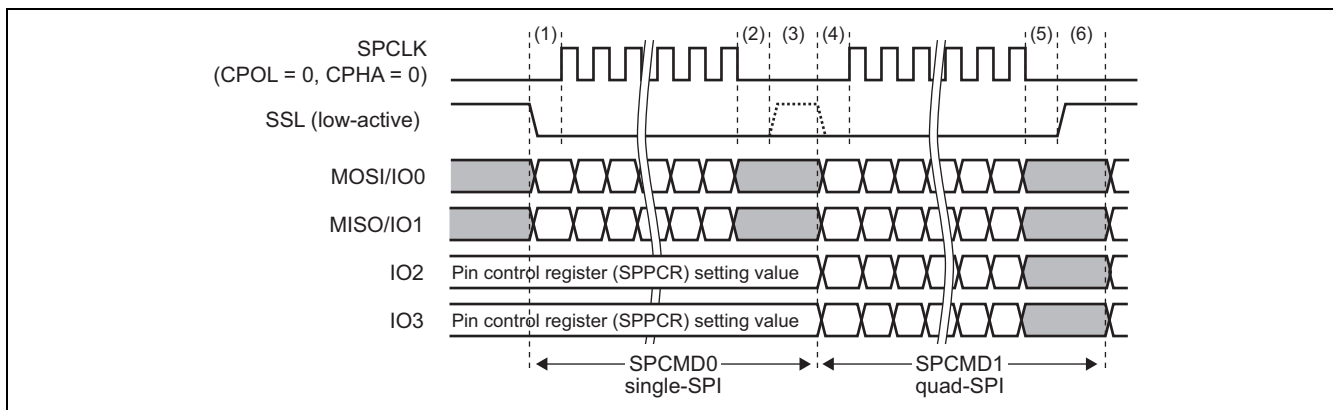 (1) (2) (3) (4) (5) (6)
SPCLK
(CPOL = 0, CPHA = 0)
SSL (low-active)
MOSI/IO0
MISO/IO1
IO2 Pin control register (SPPCR) setting value
IO3 Pin control register (SPPCR) setting value
SPCMD0 SPCMD1
single-SPI quad-SPI